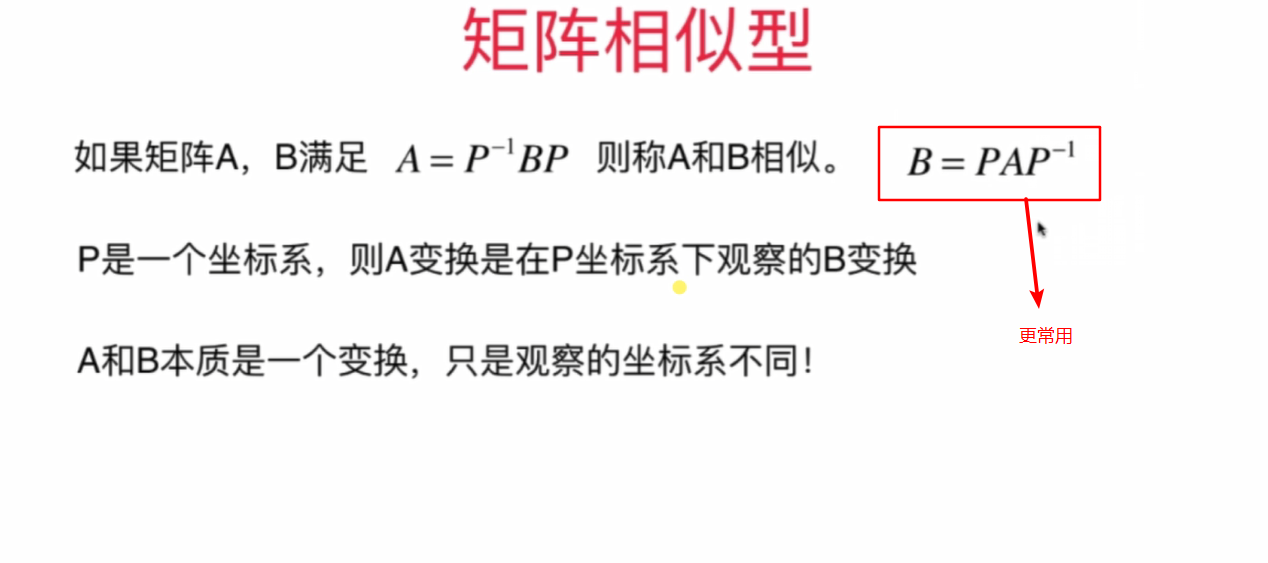 矩阵相似型
如果矩阵A，B满足 A = P⁻¹BP 则称A和B相似。 B = PAP⁻¹
P是一个坐标系，则A变换是在P坐标系下观察的B变换
更常用
A和B本质是一个变换，只是观察的坐标系不同！